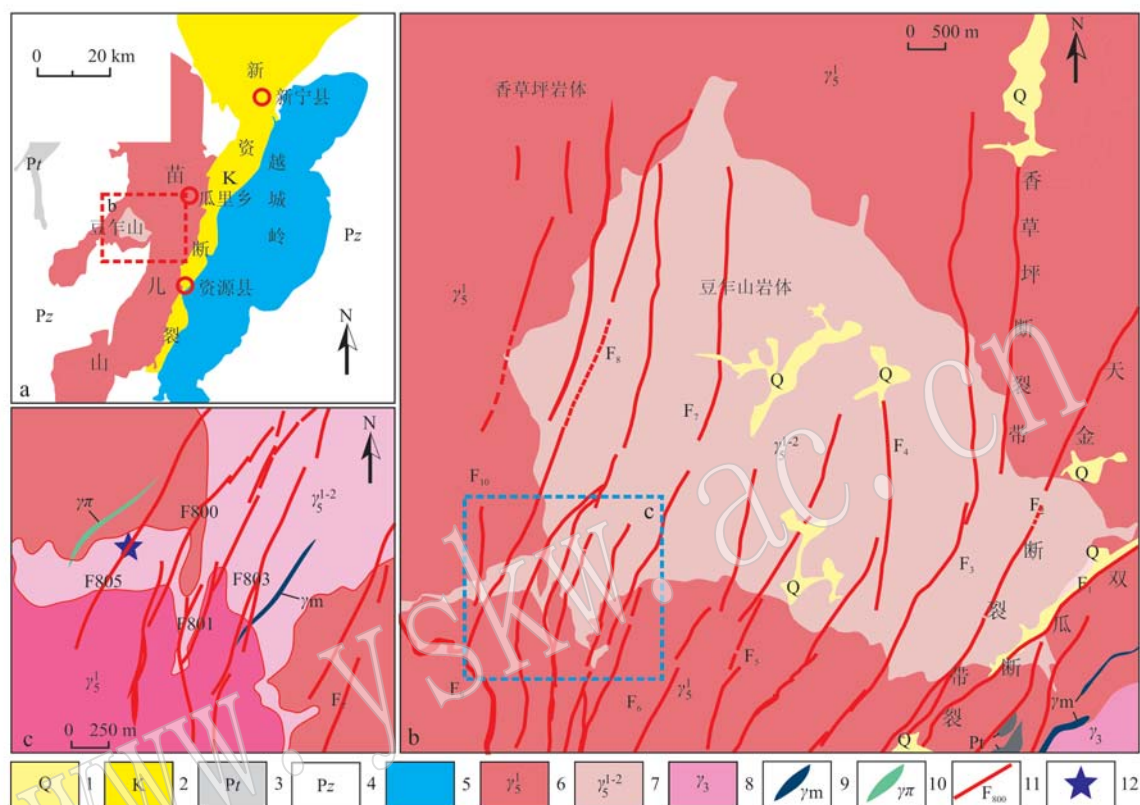 0 20 km
新
新宁县
资
越
城
岭
苗
K
瓜里乡
Pt
b
豆乍山
断
Pz
儿
资源县
Pz
裂
N
山
a
N
γπ
F800
γ₅¹⁻²
F805
F803
γm
F801
γ₅¹
F₇
0 250 m
c
0 500 m
N
γ₅¹
香草坪岩体
Q
香
草
坪
断
裂
带
γ₅¹
豆乍山岩体
F₈
Q
Q
天
金
断
裂
带
F₇
γ₅¹⁻²
F₄
Q
F₁₀
c
F₂
Q
双
瓜
断
裂
F₁
F₃
Q
F₅
F₆
γ₅¹
γm
Pt
γ₃
Q
b
Q 1
K 2
Pt 3
Pz 4
5
γ₅¹ 6
γ₅¹⁻² 7
γ₃ 8
γm 9
γπ 10
F₈₀₀ 11
12
www.yskw.ac.cn